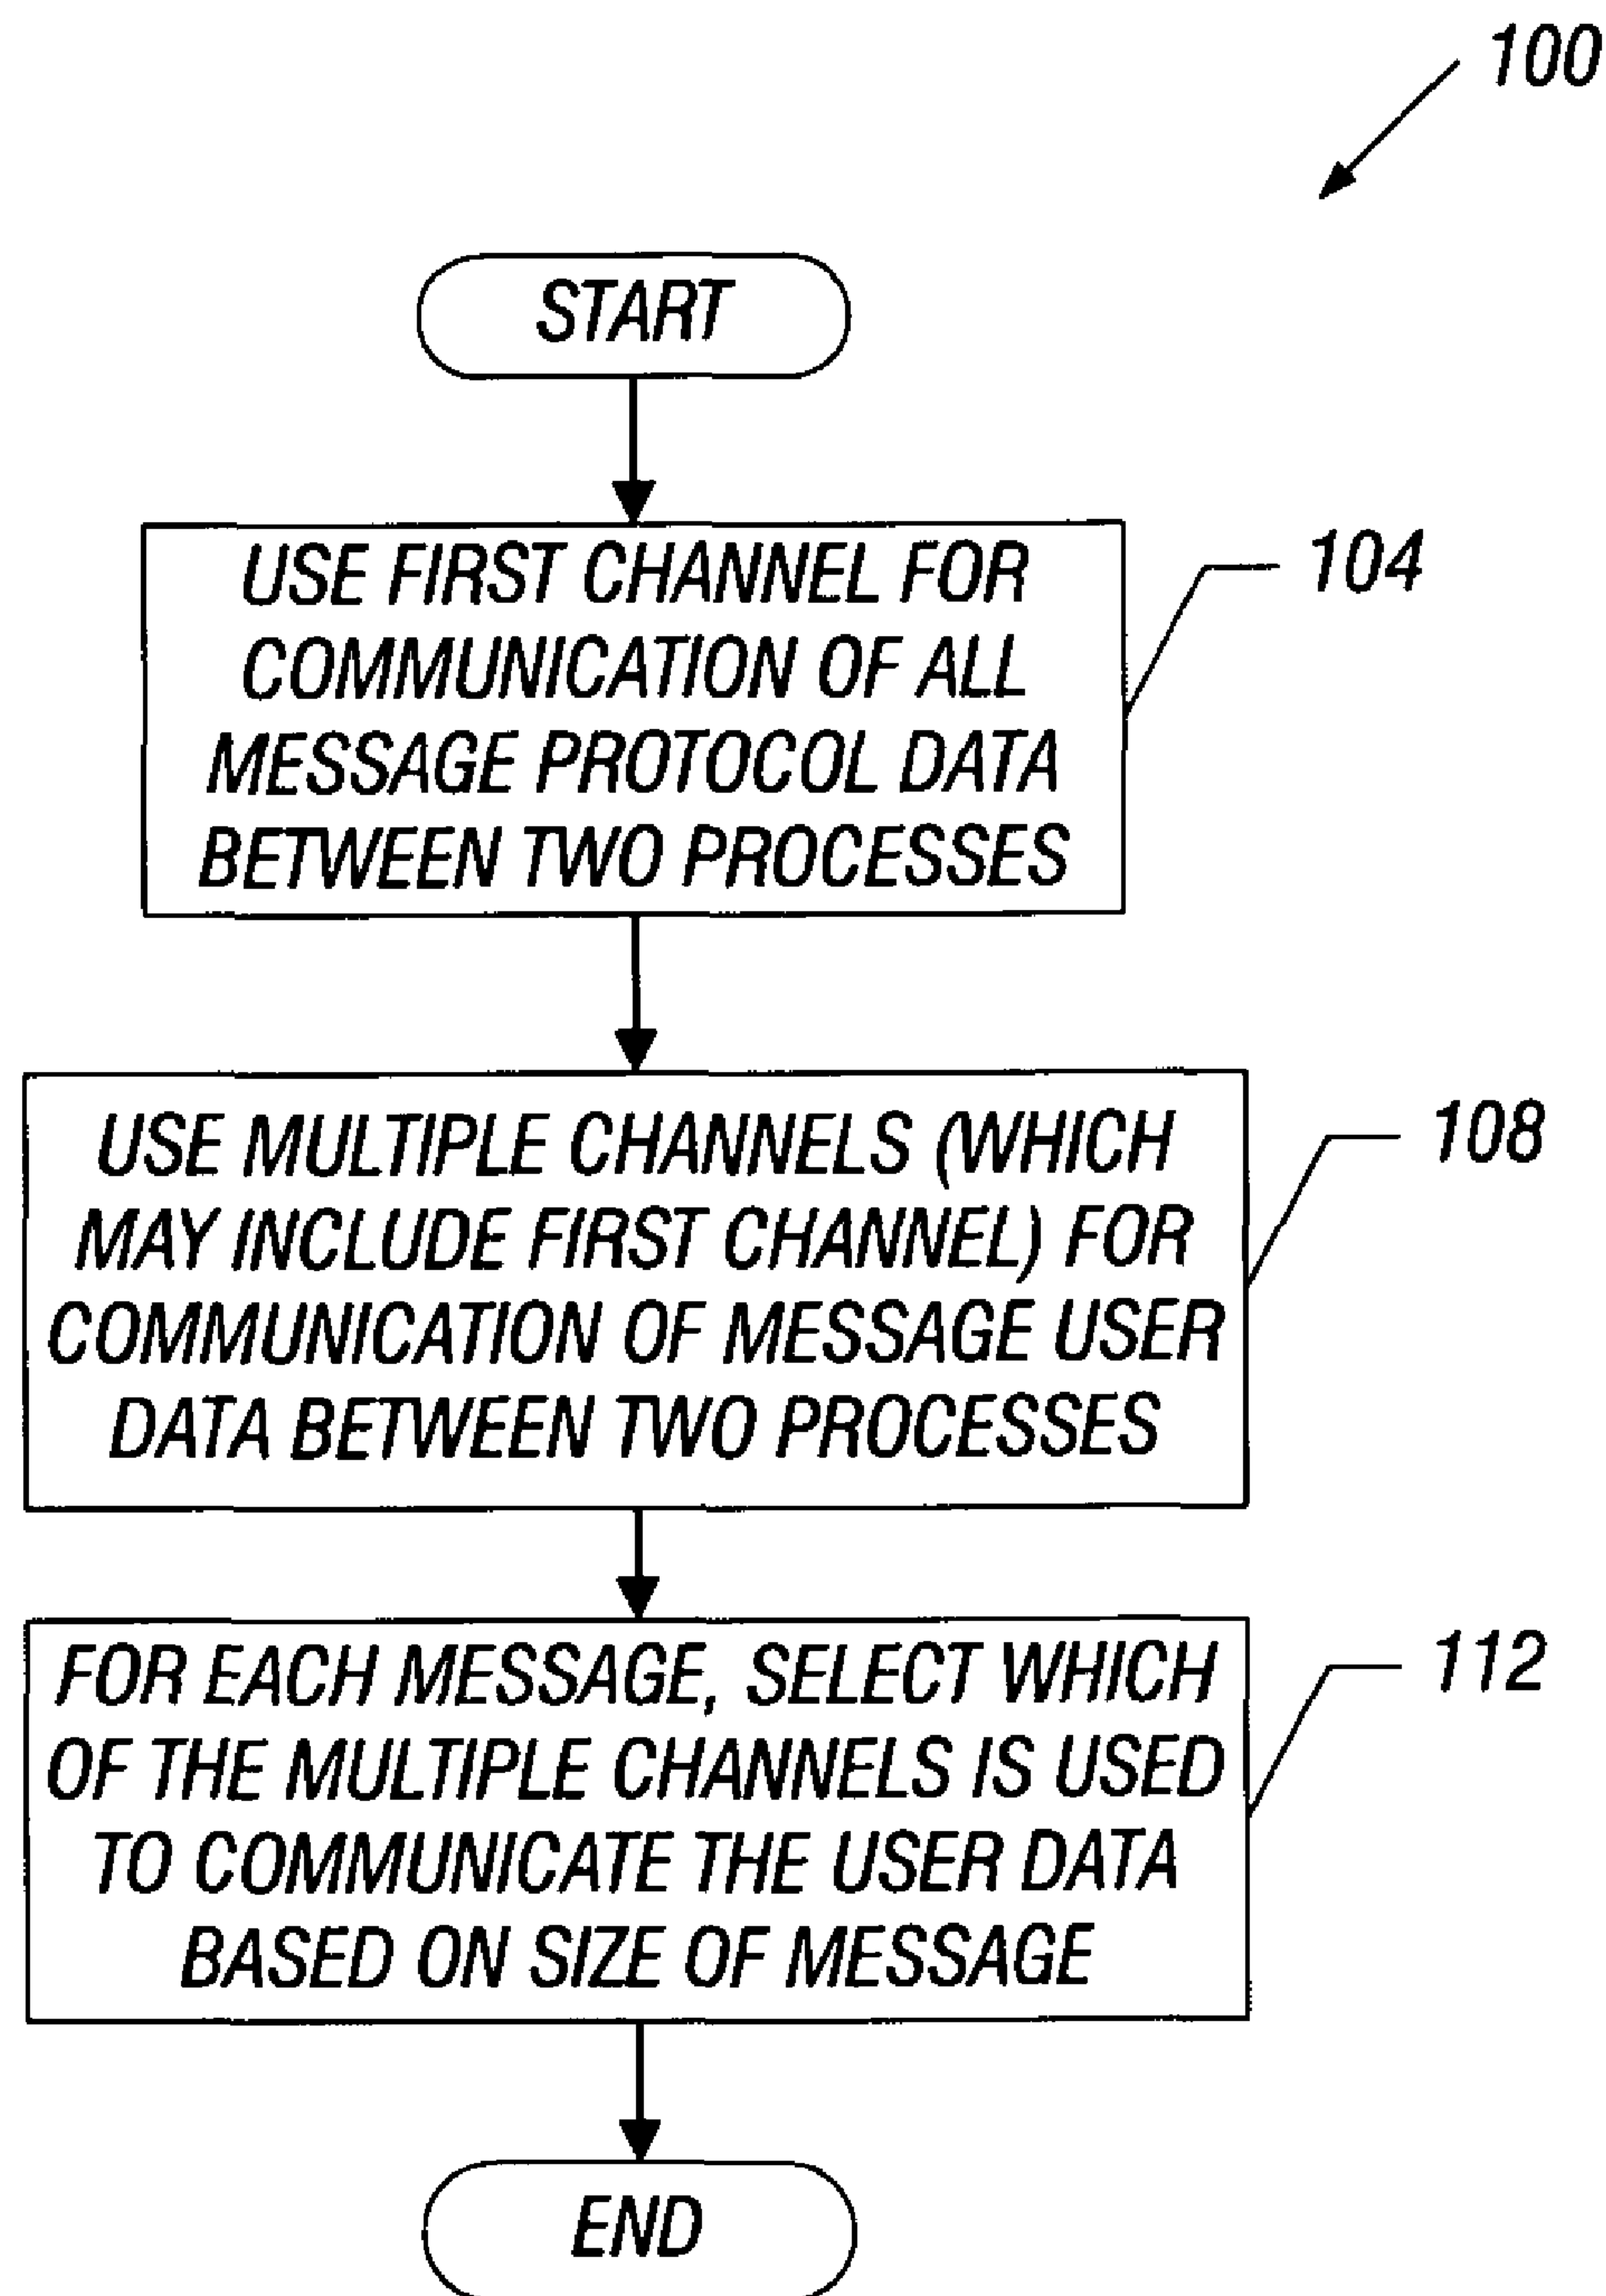 100
START
USE FIRST CHANNEL FOR
COMMUNICATION OF ALL
MESSAGE PROTOCOL DATA
BETWEEN TWO PROCESSES
104
USE MULTIPLE CHANNELS (WHICH
MAY INCLUDE FIRST CHANNEL) FOR
COMMUNICATION OF MESSAGE USER
DATA BETWEEN TWO PROCESSES
108
FOR EACH MESSAGE, SELECT WHICH
OF THE MULTIPLE CHANNELS IS USED
TO COMMUNICATE THE USER DATA
BASED ON SIZE OF MESSAGE
112
END